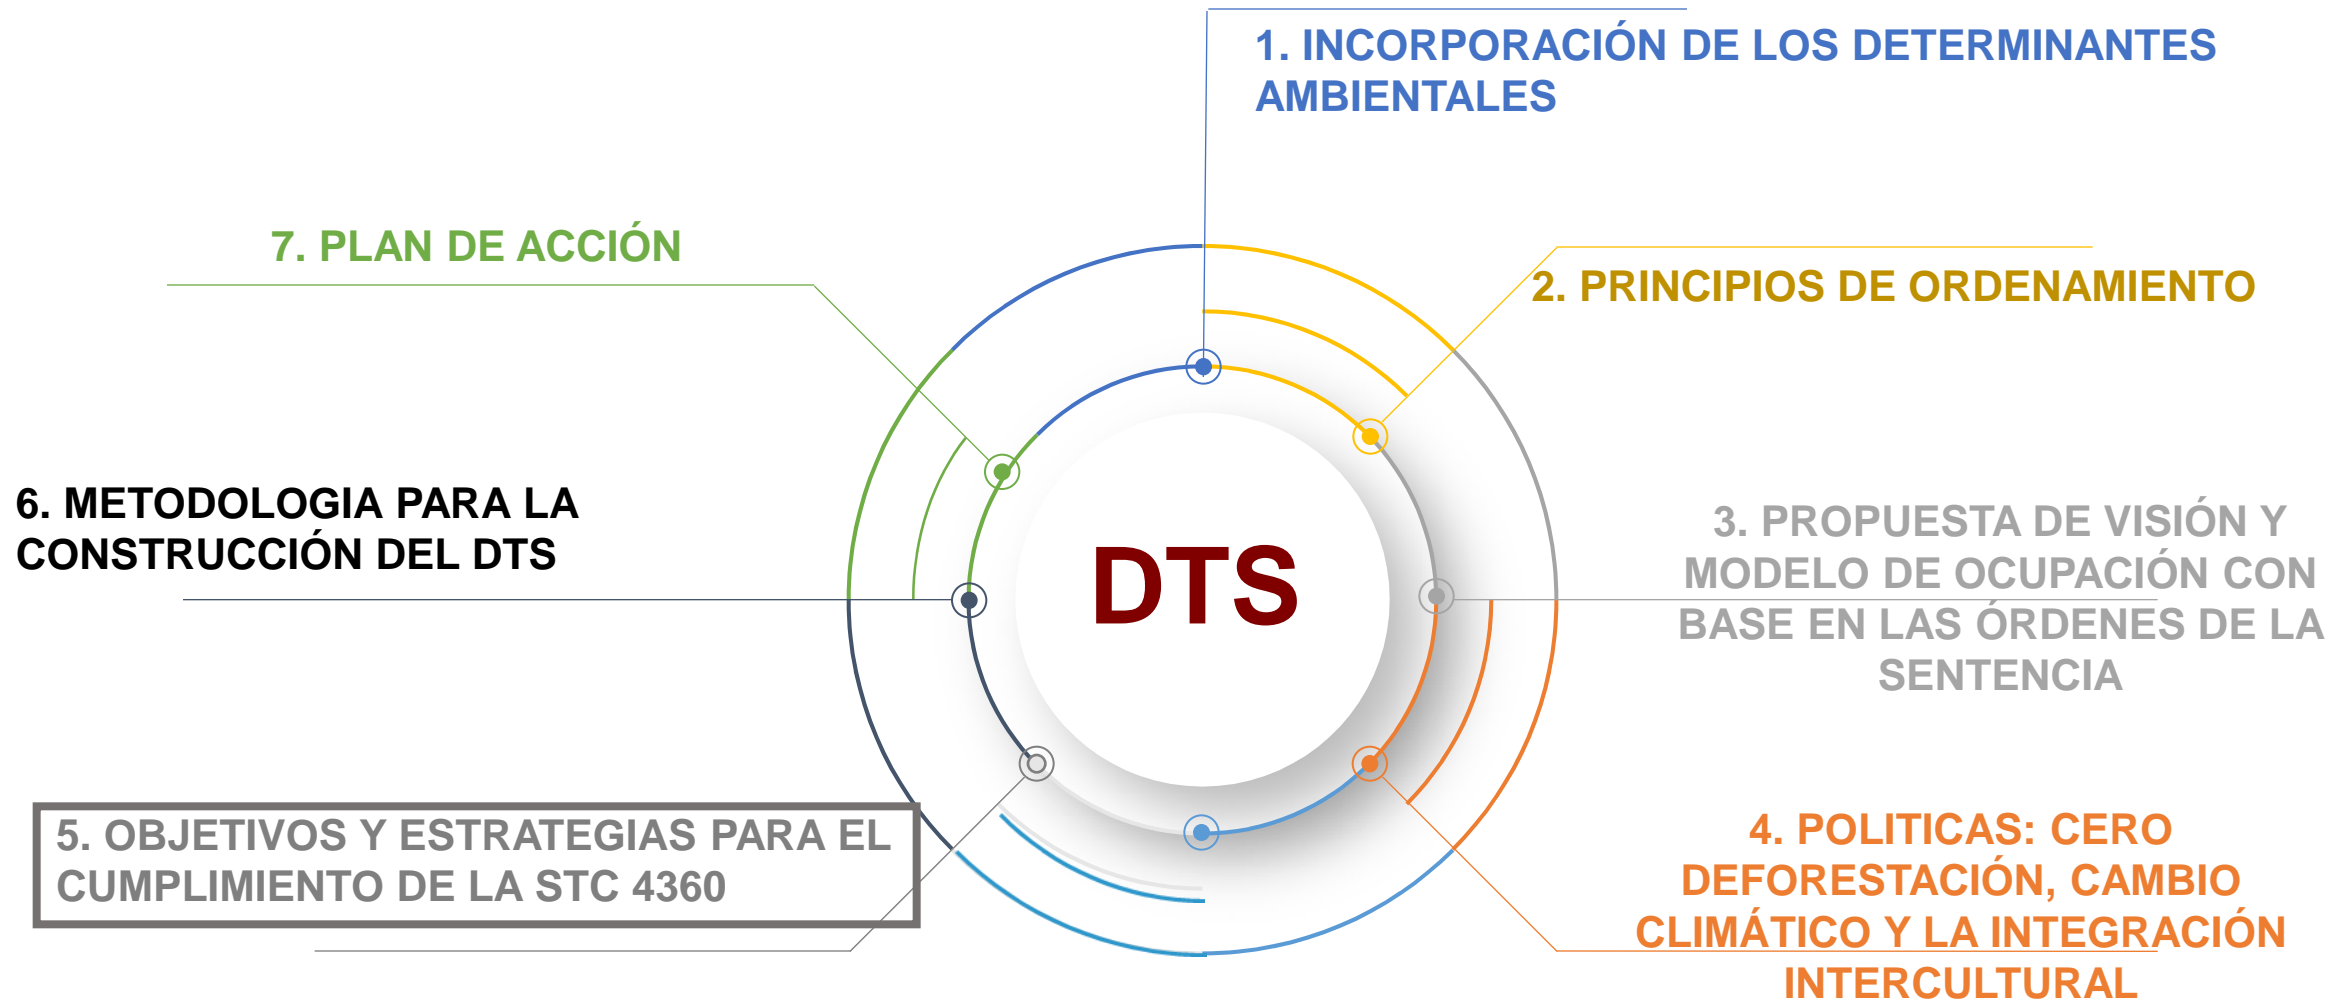 1. INCORPORACIÓN DE LOS DETERMINANTES
AMBIENTALES
2. PRINCIPIOS DE ORDENAMIENTO
3. PROPUESTA DE VISIÓN Y
MODELO DE OCUPACIÓN CON
BASE EN LAS ÓRDENES DE LA
SENTENCIA
4. POLITICAS: CERO
DEFORESTACIÓN, CAMBIO
CLIMÁTICO Y LA INTEGRACIÓN
INTERCULTURAL
5. OBJETIVOS Y ESTRATEGIAS PARA EL
CUMPLIMIENTO DE LA STC 4360
6. METODOLOGIA PARA LA
CONSTRUCCIÓN DEL DTS
7. PLAN DE ACCIÓN
DTS